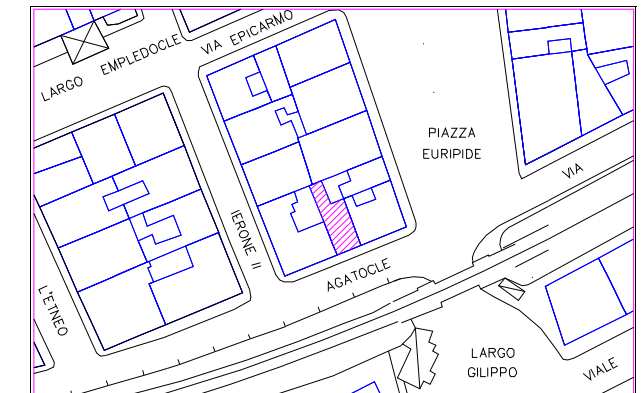 VIA EPICARMO
LARGO EMPLEDOCLE
PIAZZA
EURIPIDE
VIA
IERONE II
AGATOCLE
L'ETNEO
LARGO
GILIPPO
VIALE